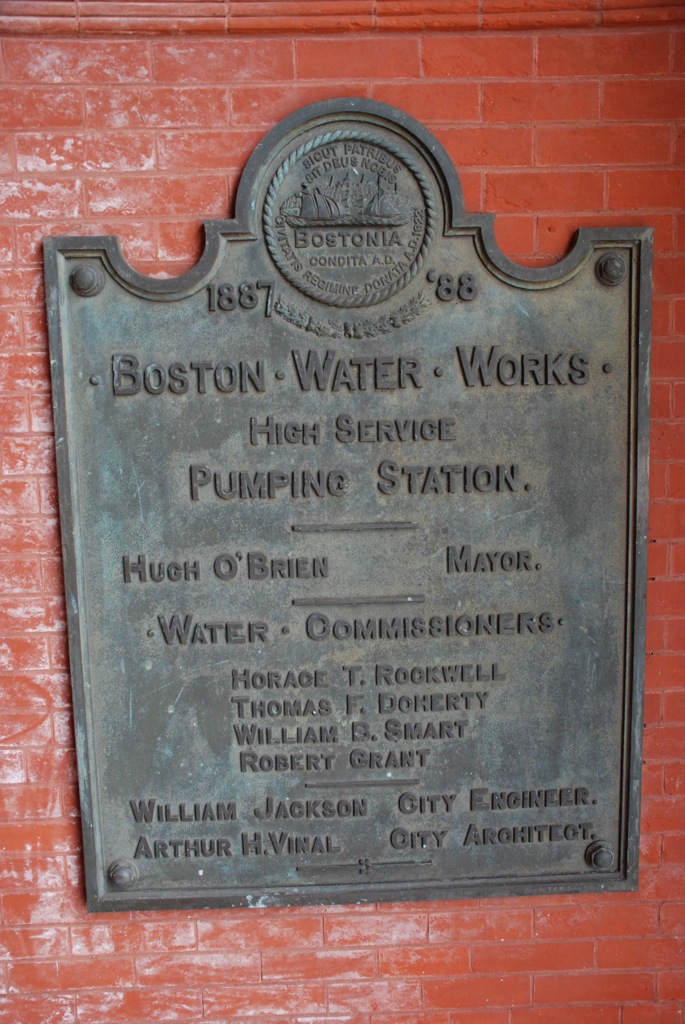 SICUT PATRIBUS
SIT DEUS NOBIS
BOSTONIA
CONDITA A.D.
CIVITATIS REGIMINE DONATA A.D. 1822
1887 '88
· BOSTON · WATER · WORKS ·
HIGH SERVICE
PUMPING STATION.
HUGH O'BRIEN MAYOR.
· WATER · COMMISSIONERS ·
HORACE T. ROCKWELL
THOMAS F. DOHERTY
WILLIAM B. SMART
ROBERT GRANT
WILLIAM JACKSON CITY ENGINEER.
ARTHUR H. VINAL CITY ARCHITECT.